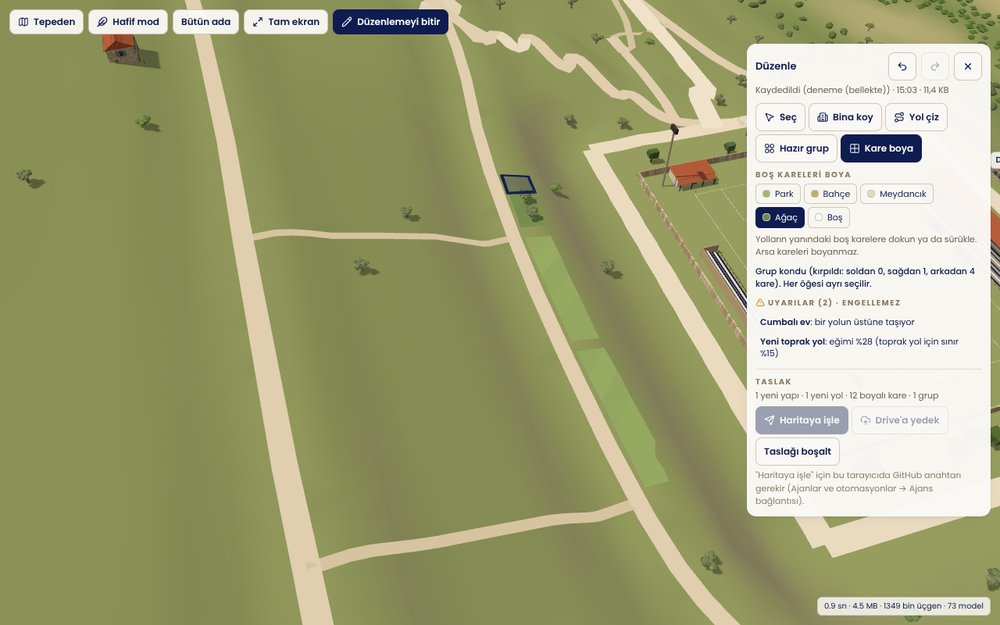 Tepeden
Hafif mod
Bütün ada
Tam ekran
Düzenlemeyi bitir
Düzenle
Kaydedildi (deneme (bellekte)) · 15:03 · 11,4 KB
Seç
Bina koy
Yol çiz
Hazır grup
Kare boya
BOŞ KARELERİ BOYA
Park
Bahçe
Meydancık
Ağaç
Boş
Yolların yanındaki boş karelere dokun ya da sürükle.
Arsa kareleri boyanmaz.
Grup kondu (kırpıldı: soldan 0, sağdan 1, arkadan 4
kare). Her öğesi ayrı seçilir.
UYARILAR (2) · ENGELLEMEZ
Cumbalı ev: bir yolun üstüne taşıyor
Yeni toprak yol: eğimi %28 (toprak yol için sınır
%15)
TASLAK
1 yeni yapı · 1 yeni yol · 12 boyalı kare · 1 grup
Haritaya işle
Drive'a yedek
Taslağı boşalt
"Haritaya işle" için bu tarayıcıda GitHub anahtarı
gerekir (Ajanlar ve otomasyonlar → Ajans
bağlantısı).
0.9 sn · 4.5 MB · 1349 bin üçgen · 73 model